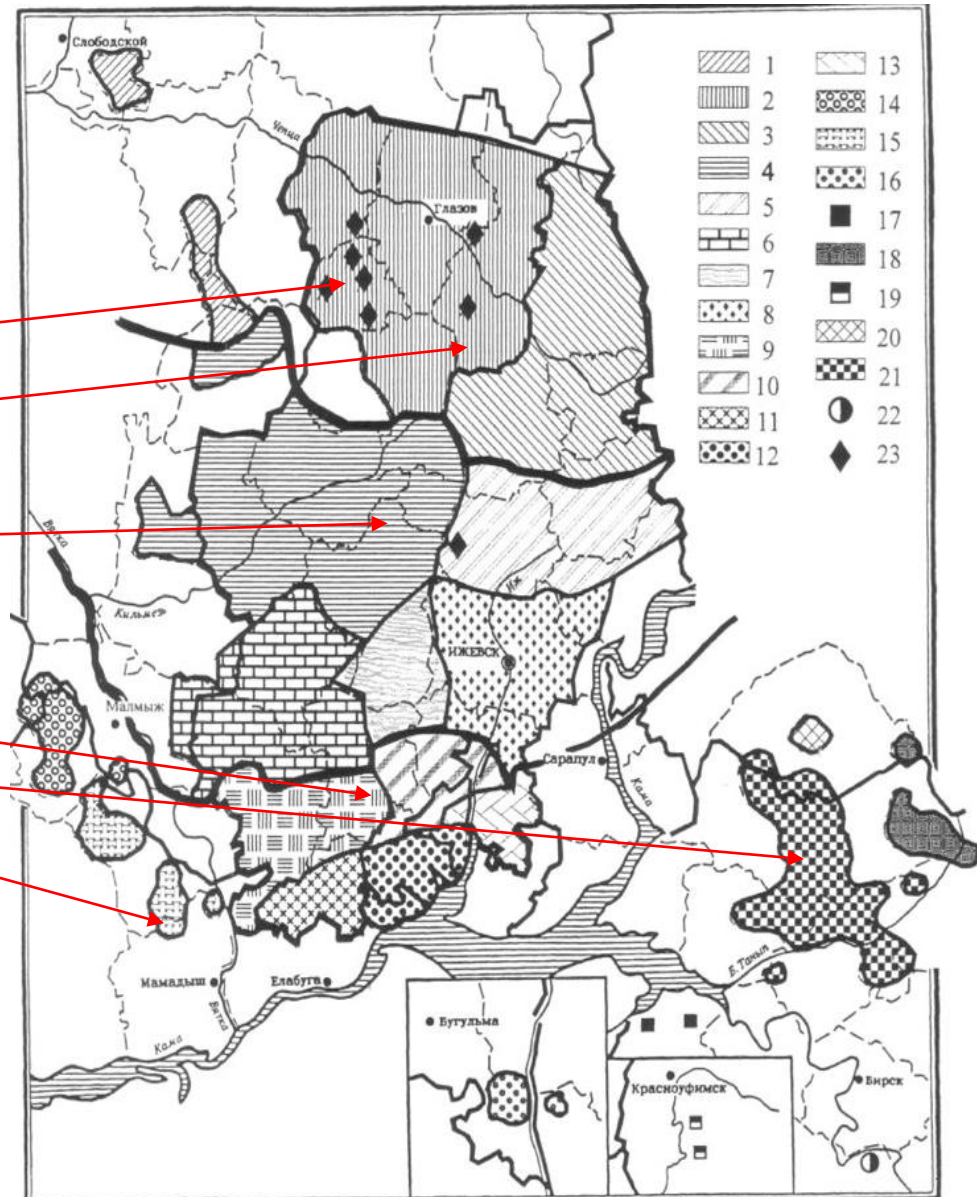 Слободской
Чепца
Глазов
Вятка
Кильмезь
Иж
ИЖЕВСК
Малмыж
Сарапул
Кама
Мамадыш
Елабуга
Вятка
Кама
Б.Танып
Бугульма
Красноуфимск
Бирск
1
2
3
4
5
6
7
8
9
10
11
12
13
14
15
16
17
18
19
20
21
22
23